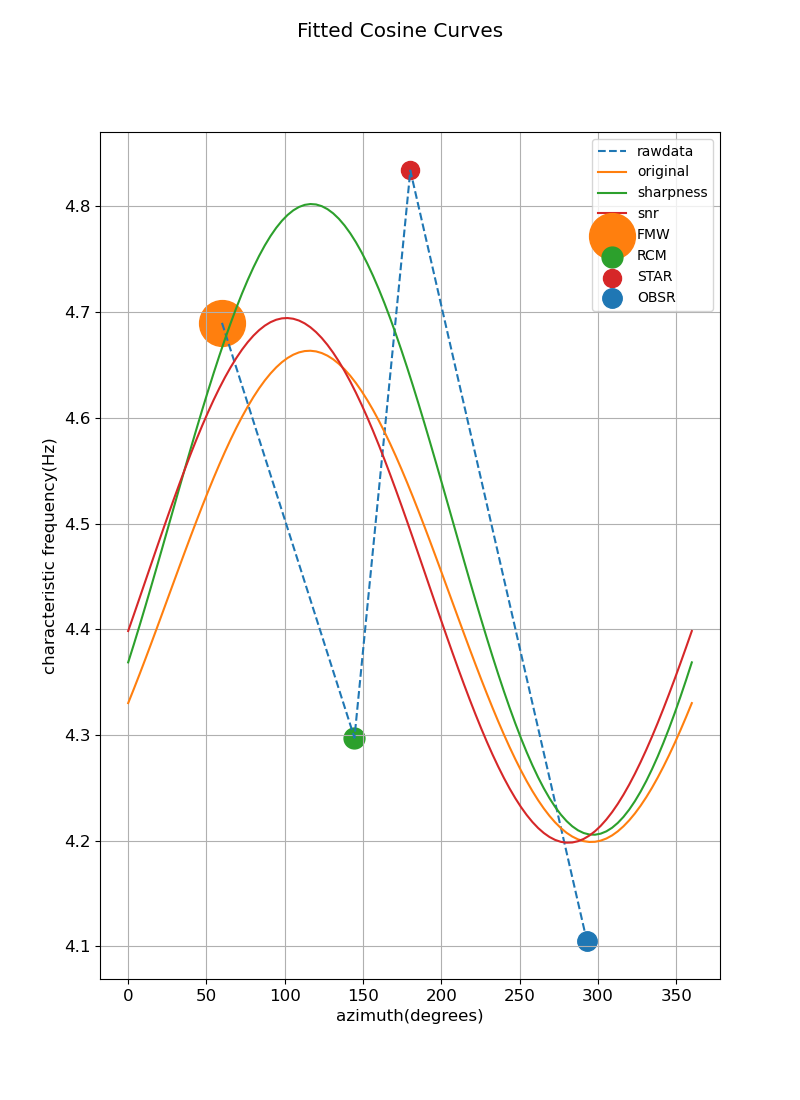 Fitted Cosine Curves
rawdata
original
sharpness
snr
FMW
RCM
STAR
OBSR
4.8
4.7
4.6
4.5
4.4
4.3
4.2
4.1
characteristic frequency(Hz)
0 50 100 150 200 250 300 350
azimuth(degrees)